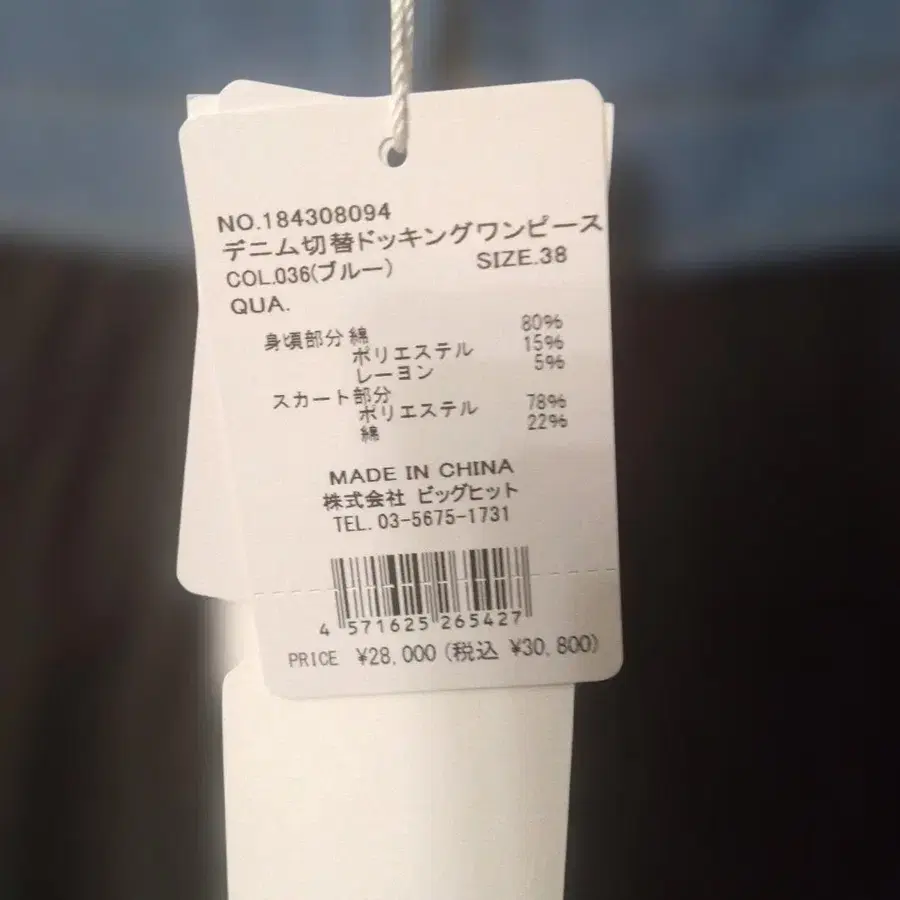 NO.184308094
デニム切替ドッキングワンピース
COL.036(ブルー) SIZE.38
QUA.
身頃部分 綿 80%
ポリエステル 15%
レーヨン 5%
スカート部分
ポリエステル 78%
綿 22%
MADE IN CHINA
株式会社 ビッグヒット
TEL. 03-5675-1731
4 571625 265427
PRICE ¥28,000 (税込 ¥30,800)